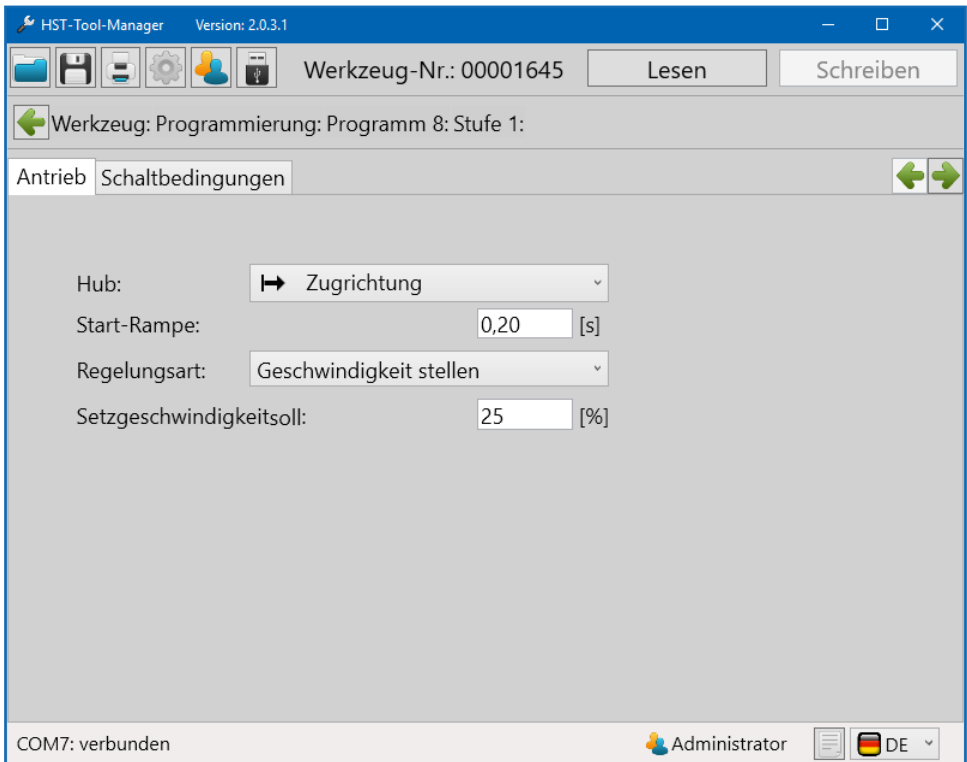 HST-Tool-Manager Version: 2.0.3.1
Werkzeug-Nr.: 00001645 Lesen Schreiben
Werkzeug: Programmierung: Programm 8: Stufe 1:
Antrieb Schaltbedingungen
Hub: Zugrichtung
Start-Rampe: 0,20 [s]
Regelungsart: Geschwindigkeit stellen
Setzgeschwindigkeitsoll: 25 [%]
COM7: verbunden Administrator DE